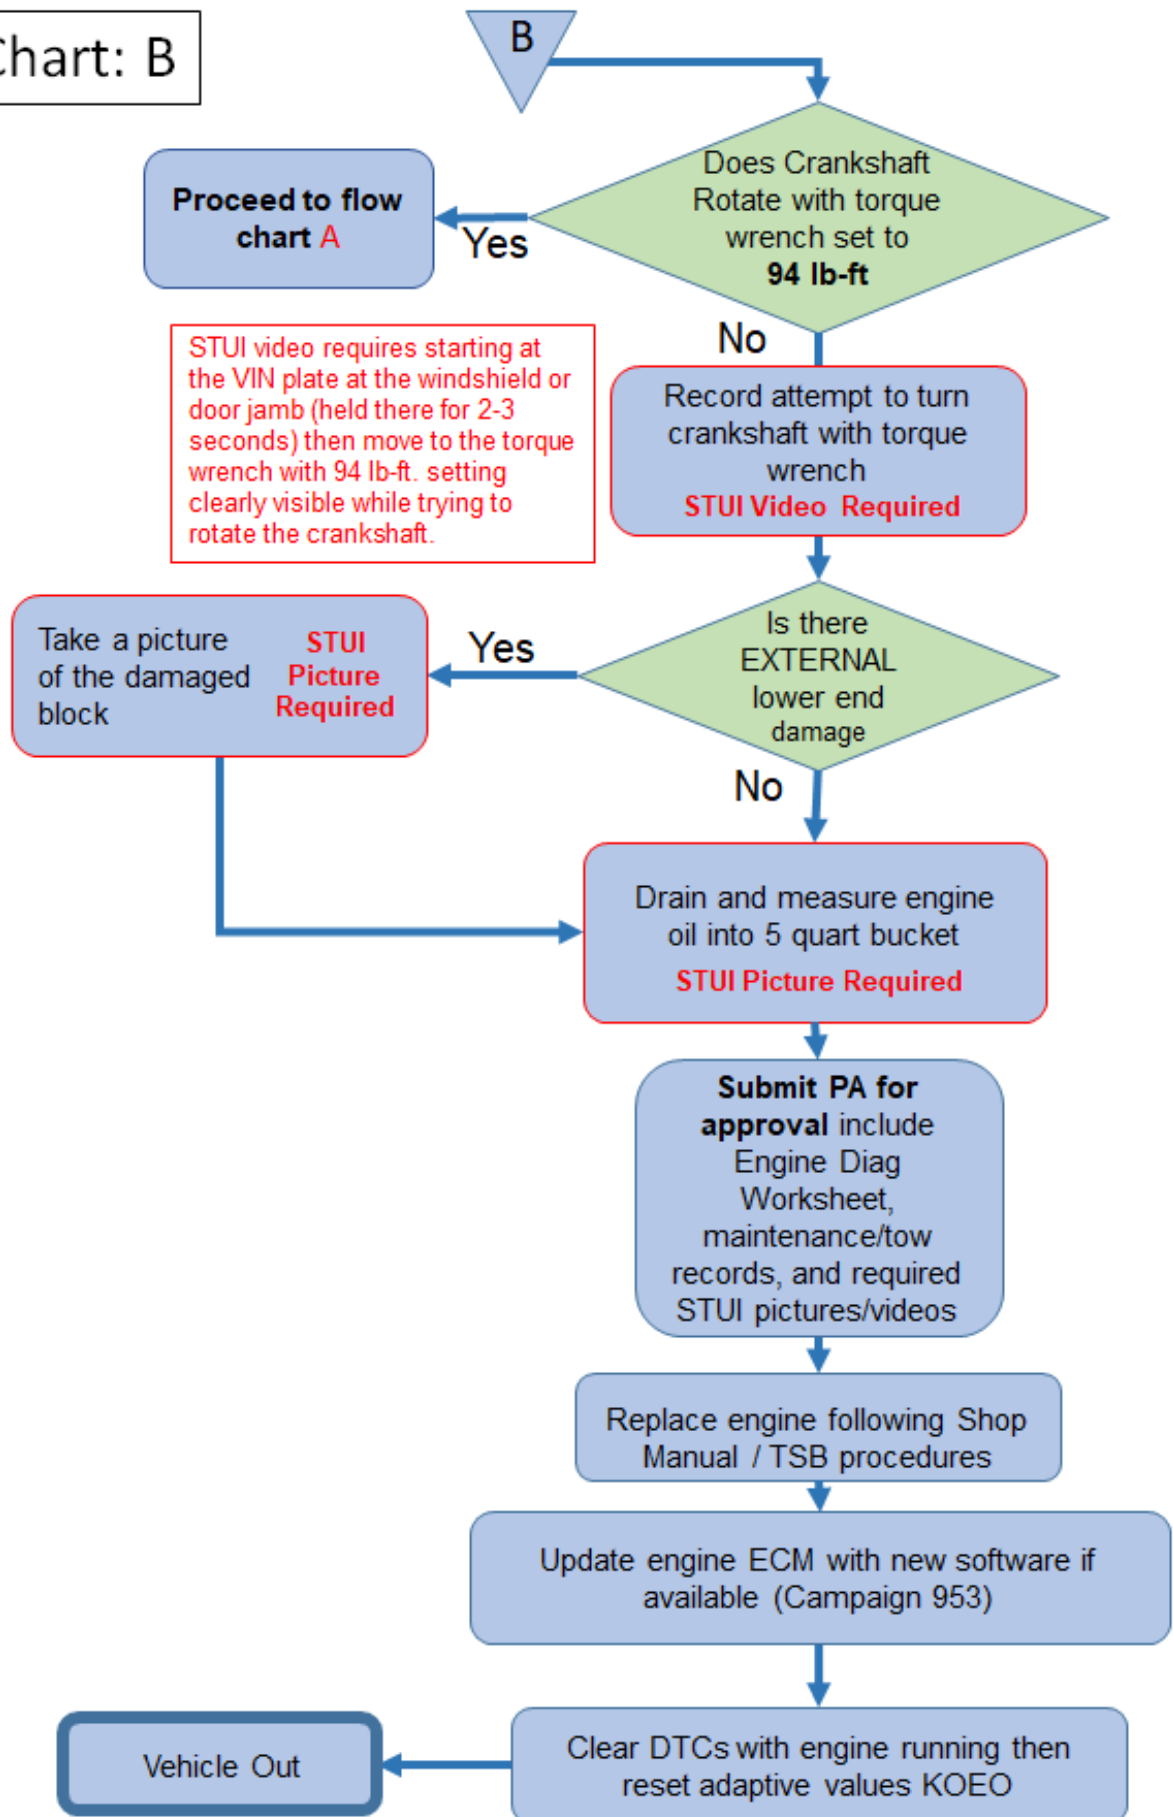 Chart: B
B
Does Crankshaft
Rotate with torque
wrench set to
94 lb-ft
Yes
Proceed to flow
chart A
No
STUI video requires starting at
the VIN plate at the windshield or
door jamb (held there for 2-3
seconds) then move to the torque
wrench with 94 lb-ft. setting
clearly visible while trying to
rotate the crankshaft.
Record attempt to turn
crankshaft with torque
wrench
STUI Video Required
Is there
EXTERNAL
lower end
damage
Yes
Take a picture
of the damaged
block
STUI
Picture
Required
No
Drain and measure engine
oil into 5 quart bucket
STUI Picture Required
Submit PA for
approval include
Engine Diag
Worksheet,
maintenance/tow
records, and required
STUI pictures/videos
Replace engine following Shop
Manual / TSB procedures
Update engine ECM with new software if
available (Campaign 953)
Clear DTCs with engine running then
reset adaptive values KOEO
Vehicle Out